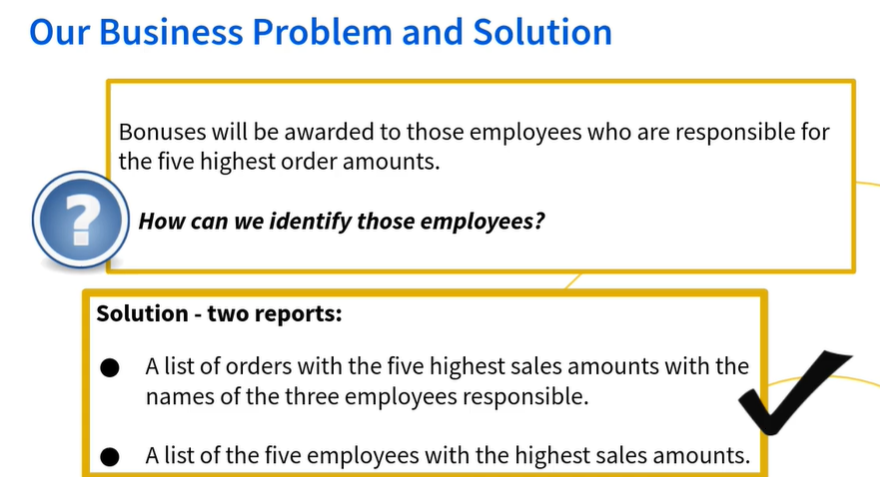 Our Business Problem and Solution
Bonuses will be awarded to those employees who are responsible for
the five highest order amounts.
?
How can we identify those employees?
Solution - two reports:
● A list of orders with the five highest sales amounts with the
names of the three employees responsible.
● A list of the five employees with the highest sales amounts.